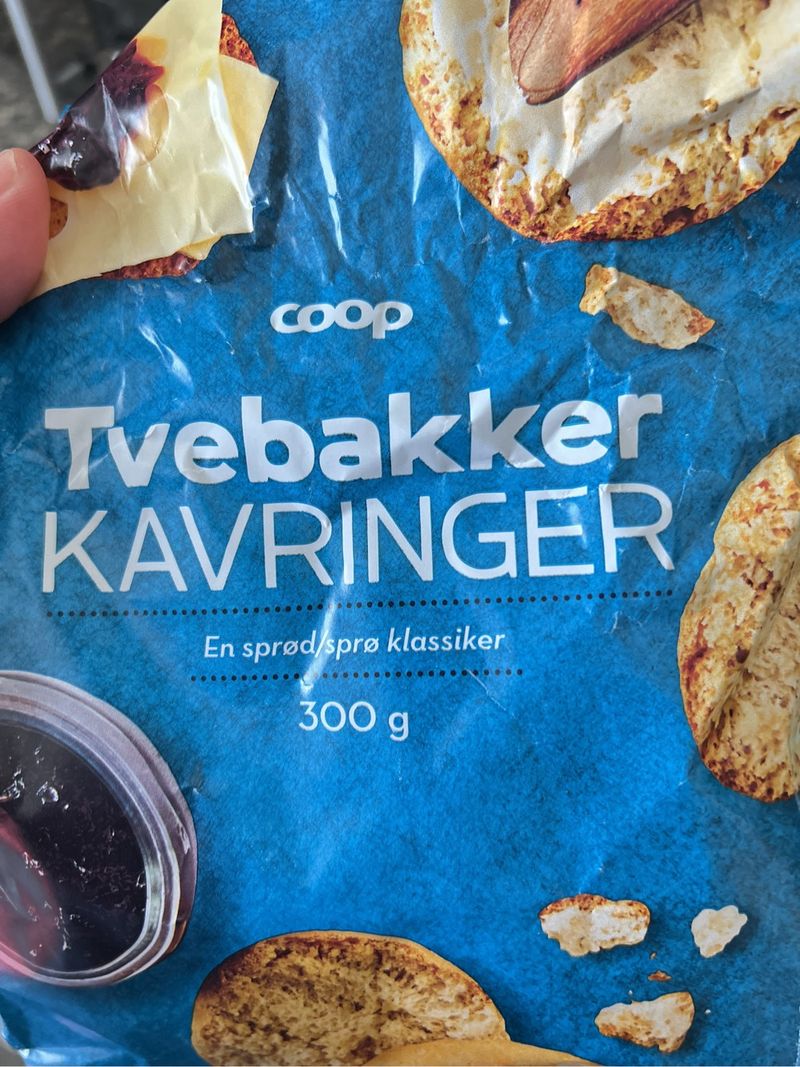 coop
Tvebakker
KAVRINGER
En sprød/sprø klassiker
300 g